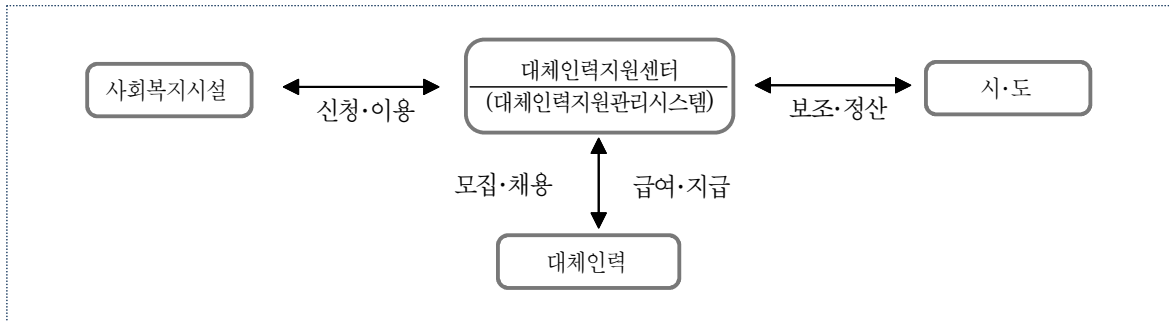 사회복지시설
신청·이용
대체인력지원센터
(대체인력지원관리시스템)
보조·정산
시·도
모집·채용
급여·지급
대체인력